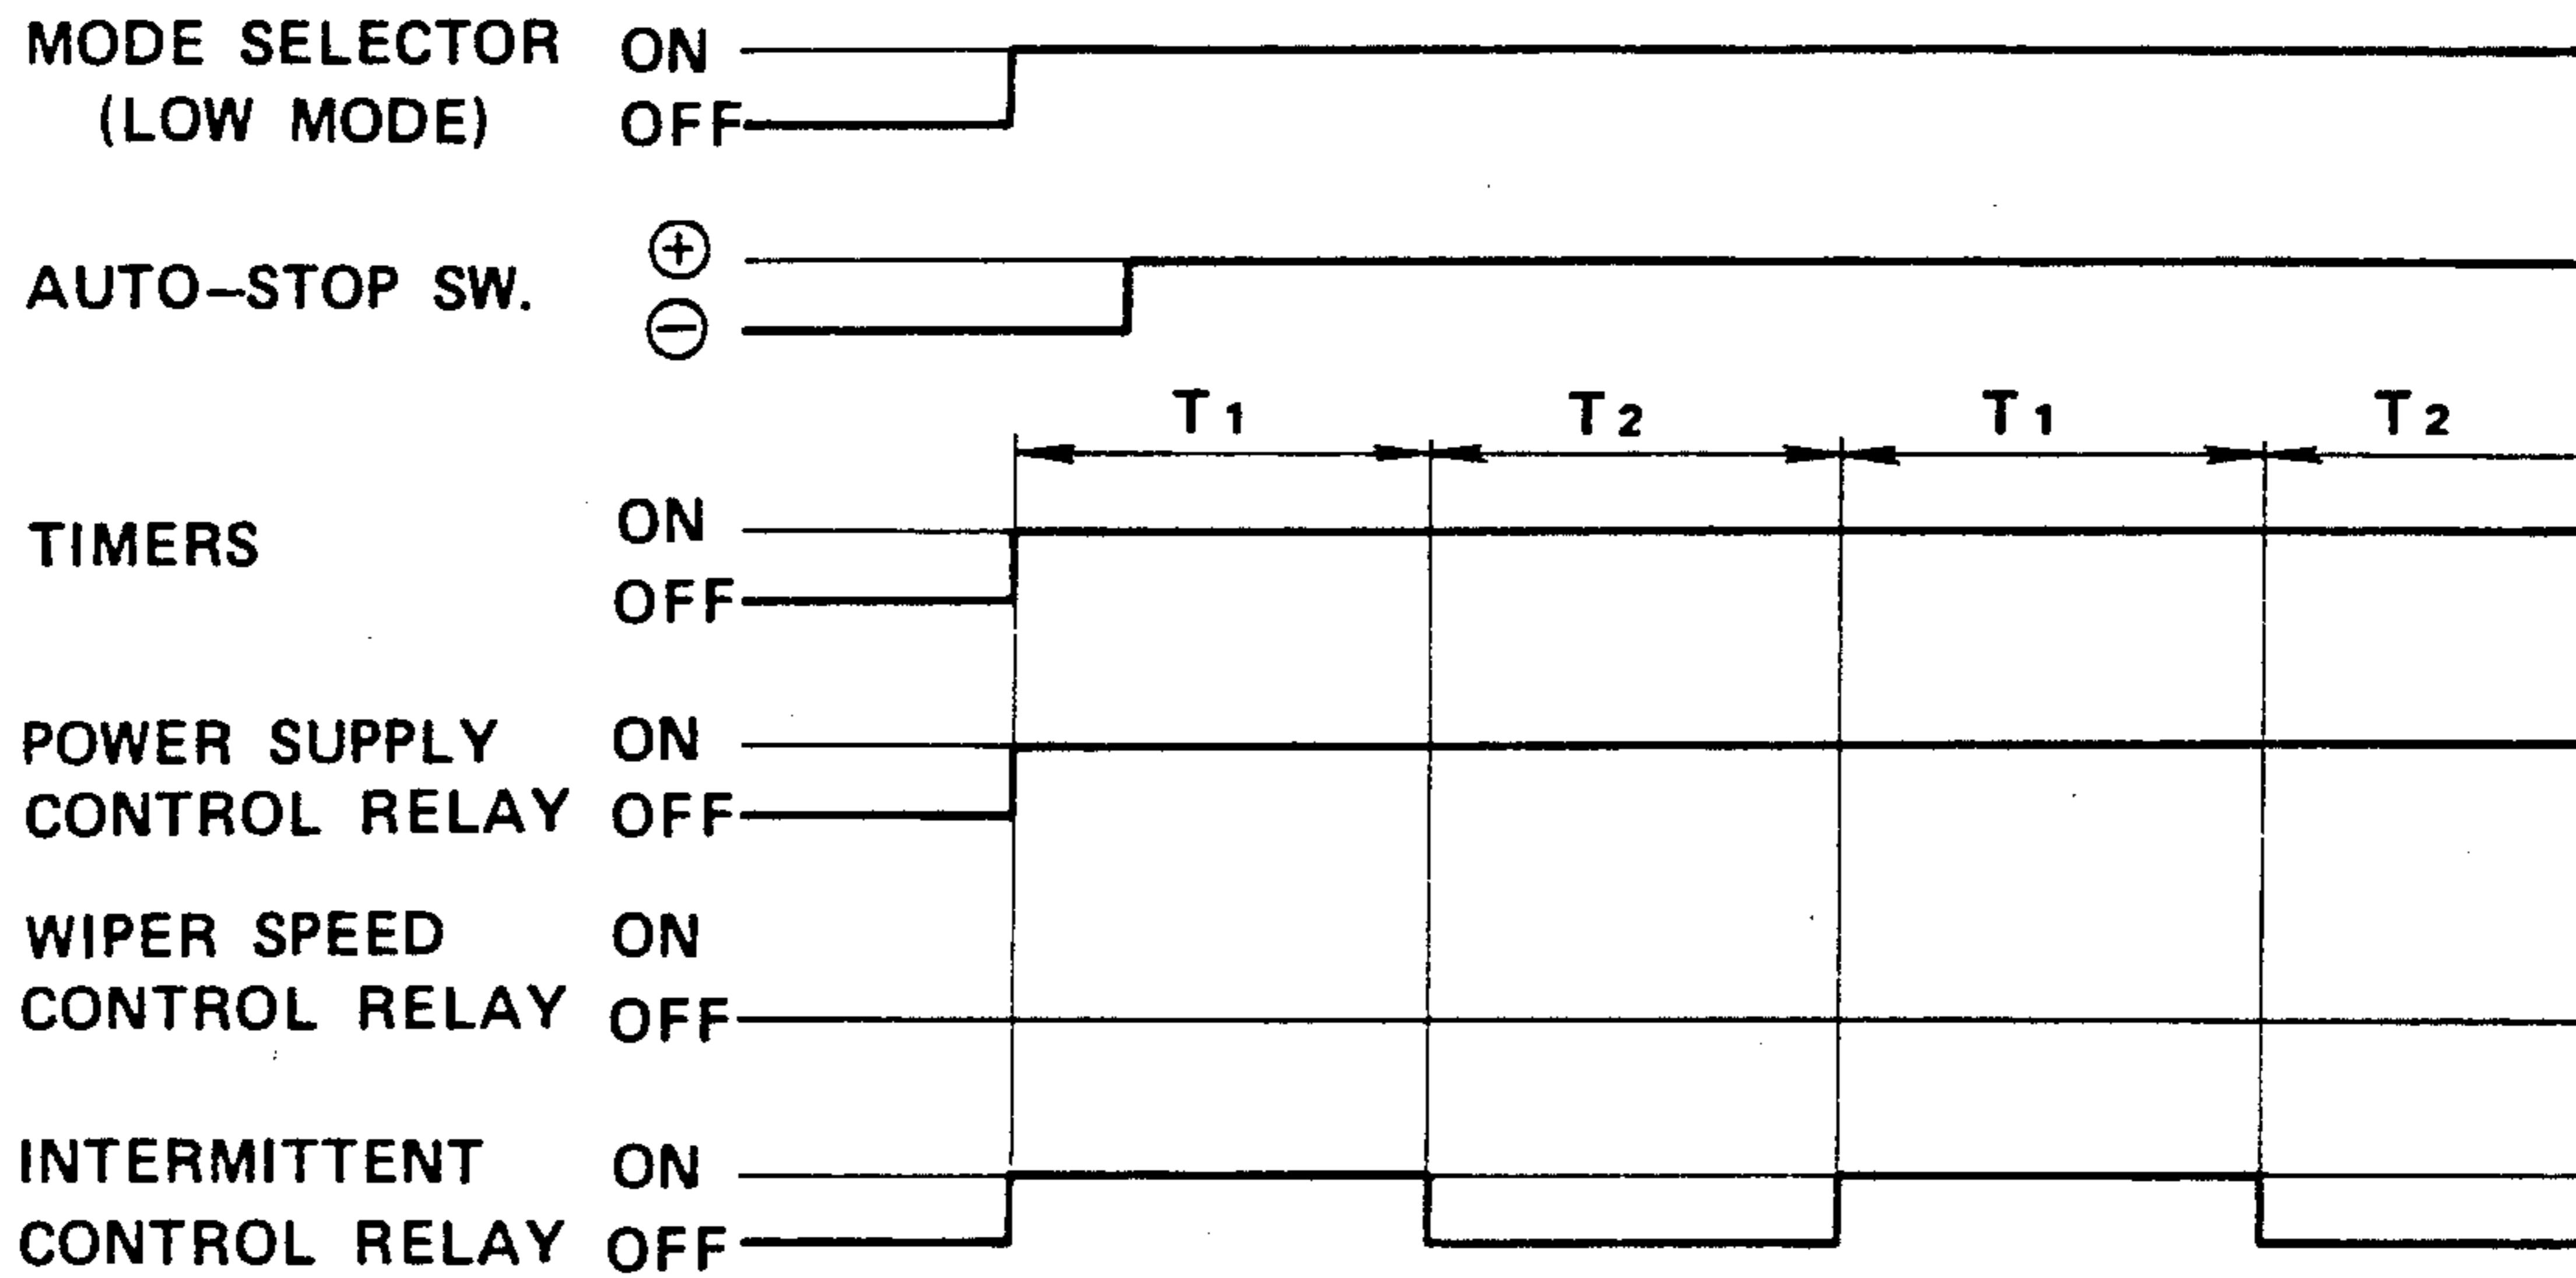 MODE SELECTOR ON
(LOW MODE) OFF
⊕
AUTO–STOP SW.
⊖
T1 T2 T1 T2
ON
TIMERS
OFF
POWER SUPPLY ON
CONTROL RELAY OFF
WIPER SPEED ON
CONTROL RELAY OFF
INTERMITTENT ON
CONTROL RELAY OFF